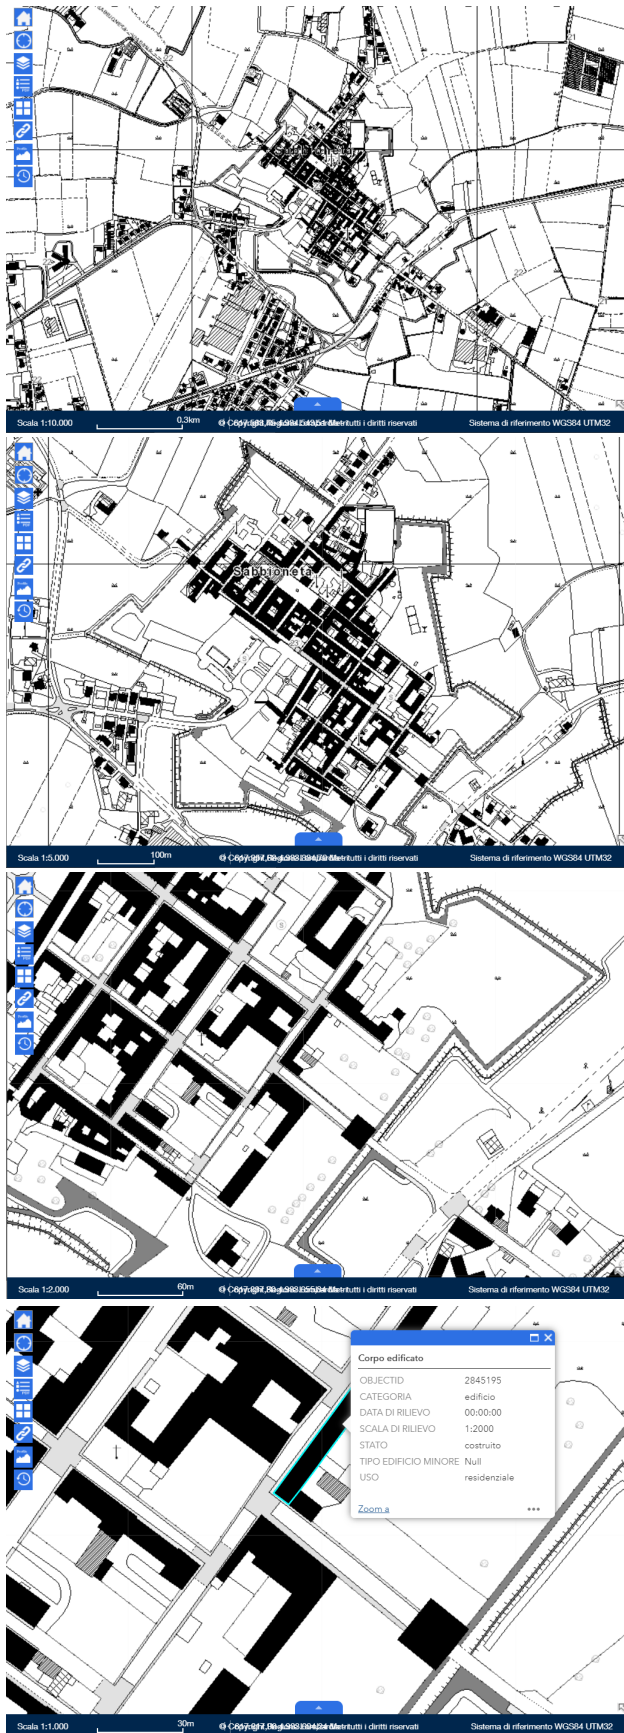 22
22
21
Scala 1:10.000
0.3km
tutti i diritti riservati
Sistema di riferimento WGS84 UTM32
Sabbioneta
Scala 1:5.000
100m
tutti i diritti riservati
Sistema di riferimento WGS84 UTM32
Scala 1:2.000
60m
tutti i diritti riservati
Sistema di riferimento WGS84 UTM32
Corpo edificato
OBJECTID 2845195
CATEGORIA edificio
DATA DI RILIEVO 00:00:00
SCALA DI RILIEVO 1:2000
STATO costruito
TIPO EDIFICIO MINORE Null
USO residenziale
Zoom a
Scala 1:1.000
30m
tutti i diritti riservati
Sistema di riferimento WGS84 UTM32